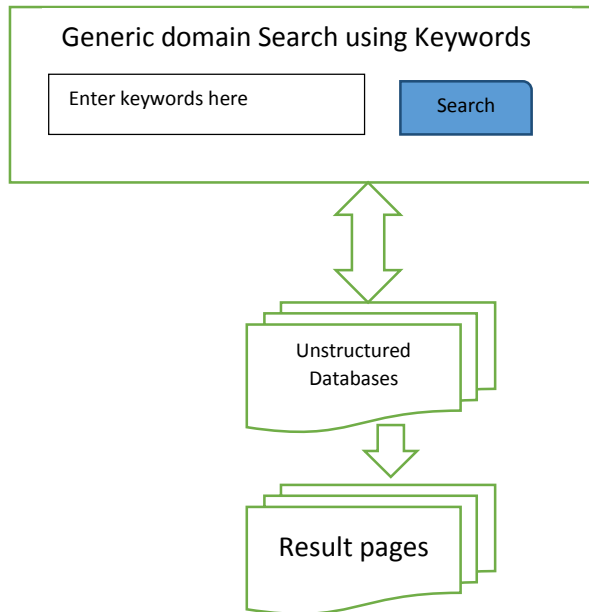 Generic domain Search using Keywords
Enter keywords here
Search
Unstructured
Databases
Result pages